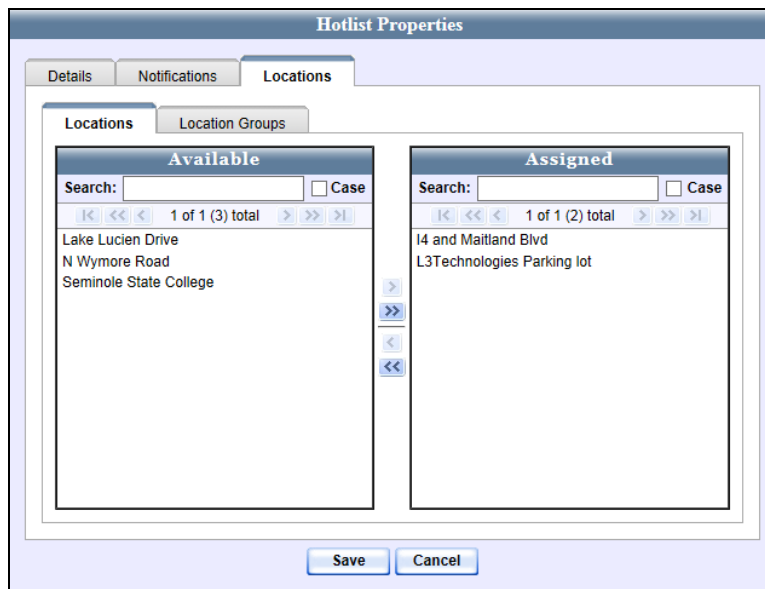 Hotlist Properties
Details Notifications Locations
Locations Location Groups
Available
Search: Case
|< << < 1 of 1 (3) total > >> >|
Lake Lucien Drive
N Wymore Road
Seminole State College
>
>>
<
<<
Assigned
Search: Case
|< << < 1 of 1 (2) total > >> >|
I4 and Maitland Blvd
L3Technologies Parking lot
Save Cancel